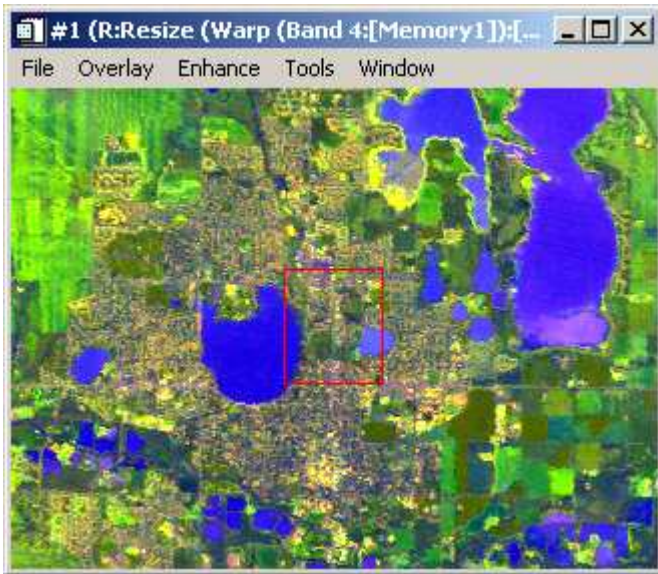 #1 (R:Resize (Warp (Band 4:[Memory1]):[...
File Overlay Enhance Tools Window